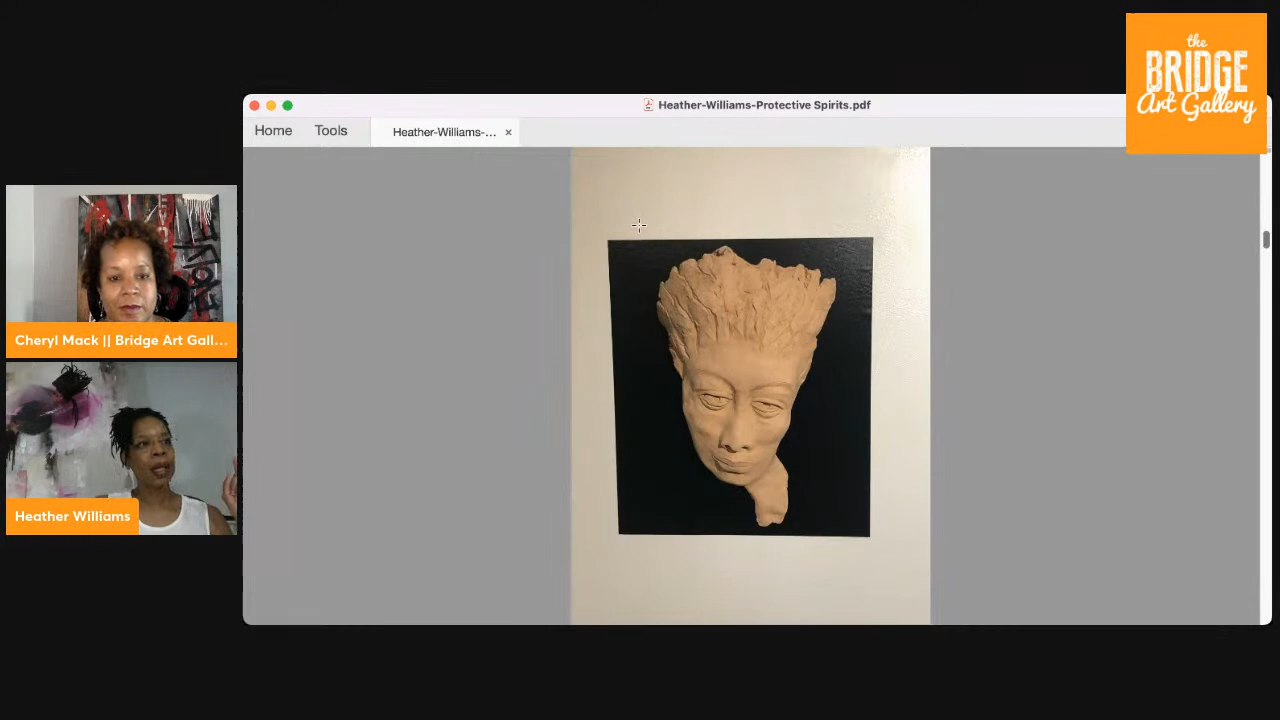 the
BRIDGE
Art Gallery
Heather-Williams-Protective Spirits.pdf
Home
Tools
Heather-Williams-... ×
Cheryl Mack || Bridge Art Gall...
Heather Williams